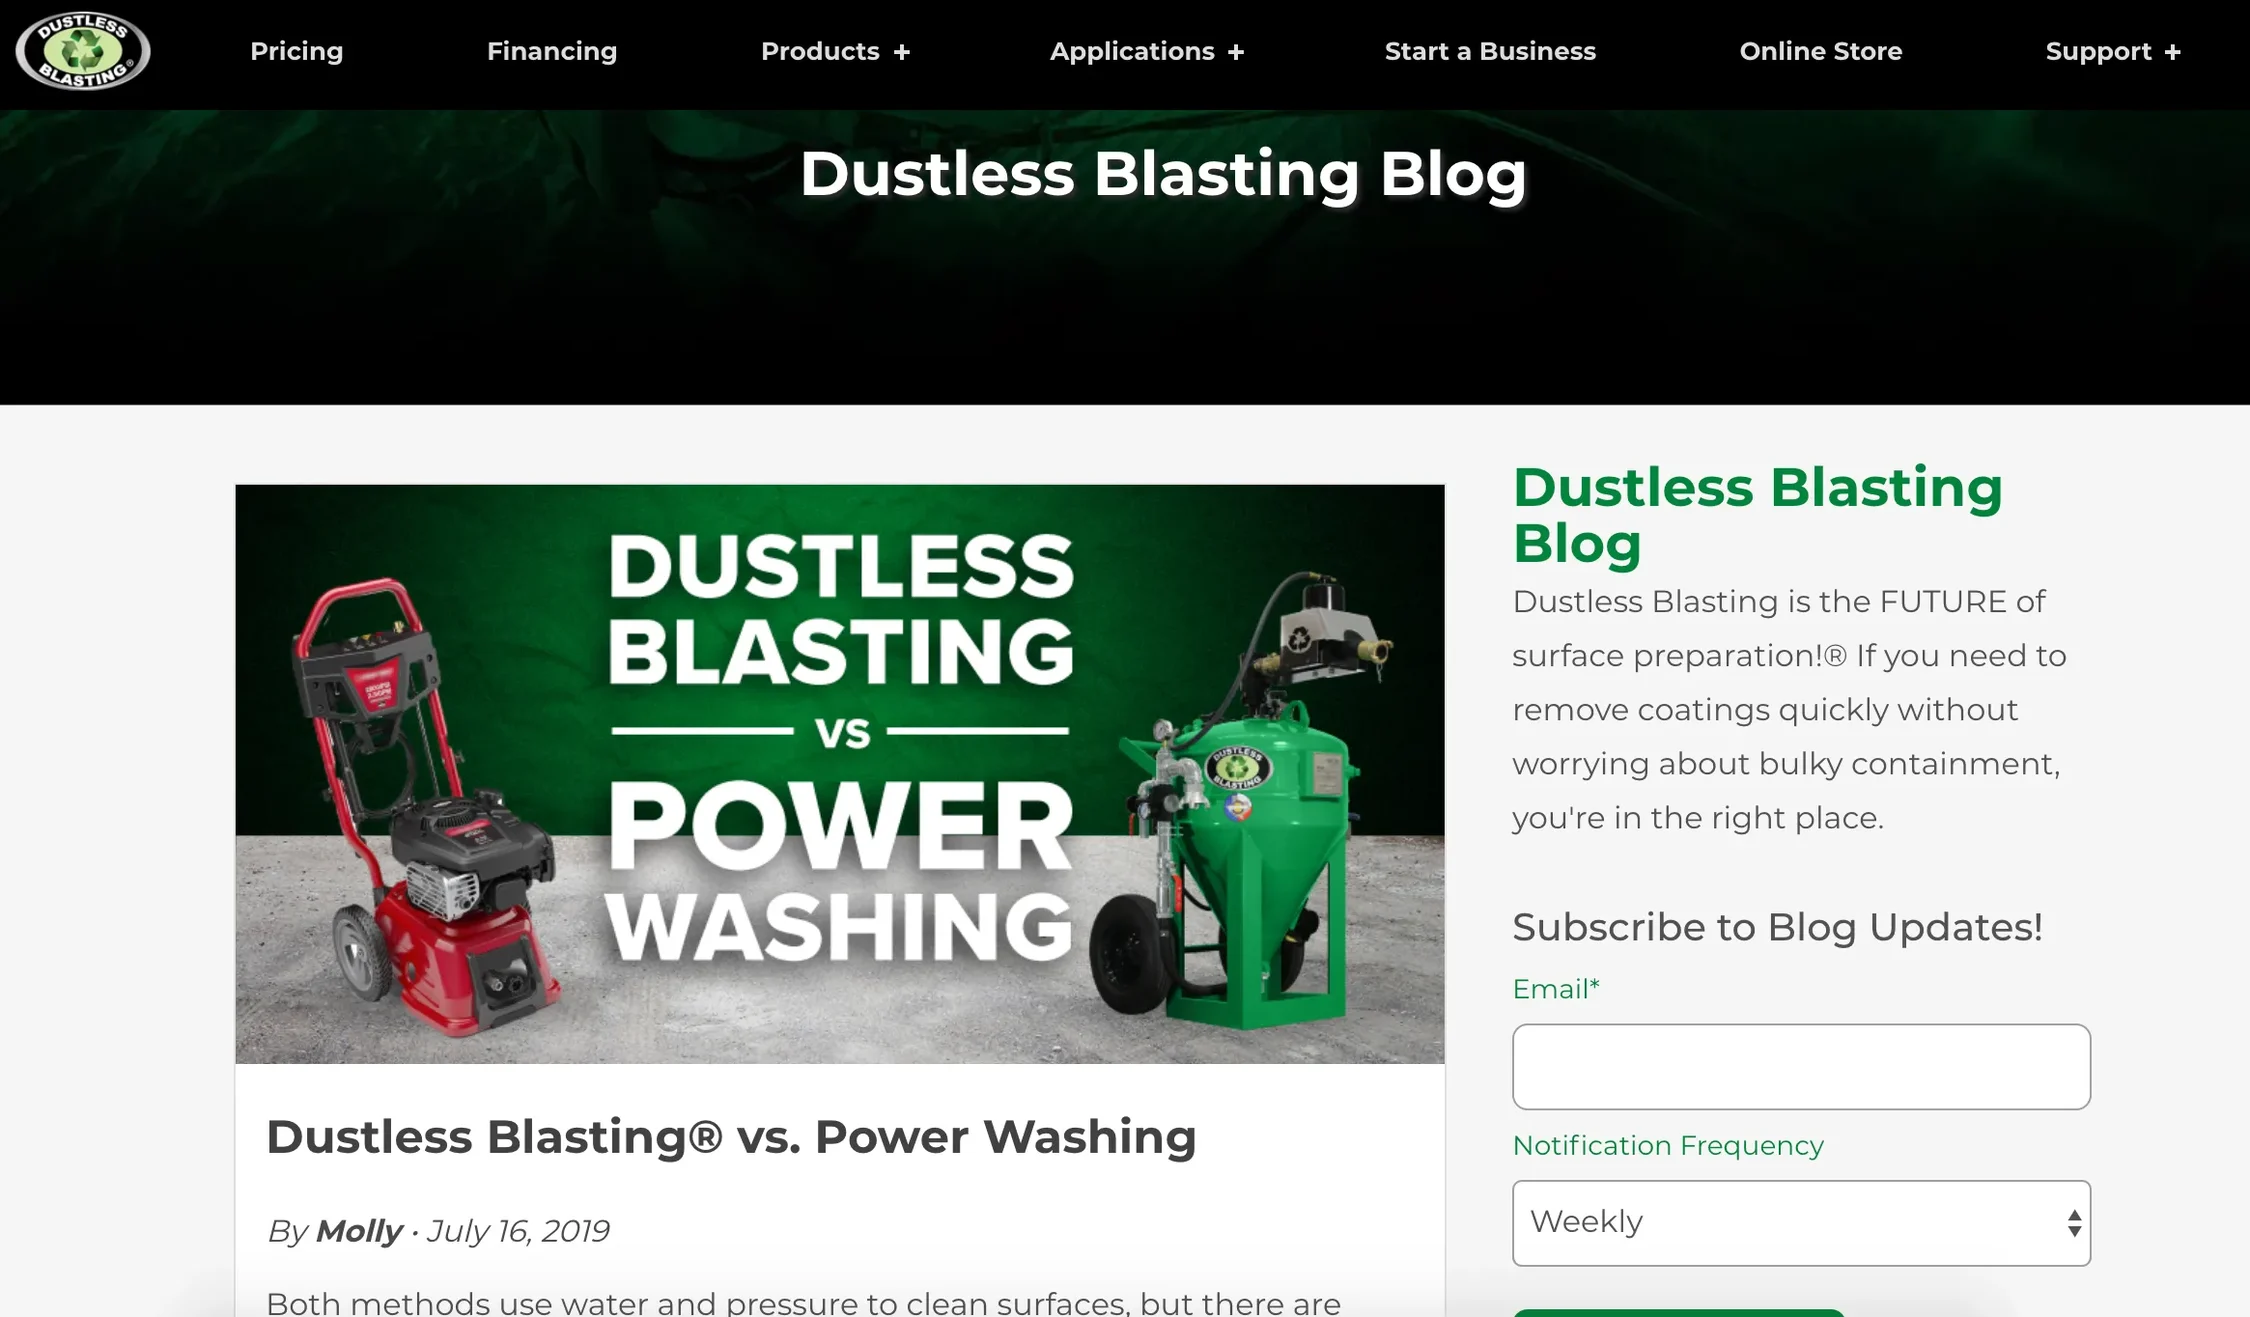 DUSTLESS
BLASTING®
Pricing
Financing
Products +
Applications +
Start a Business
Online Store
Support +
Dustless Blasting Blog
DUSTLESS
BLASTING
VS
POWER
WASHING
DUSTLESS
BLASTING
Dustless Blasting® vs. Power Washing
By Molly · July 16, 2019
Both methods use water and pressure to clean surfaces, but there are
Dustless Blasting
Blog
Dustless Blasting is the FUTURE of
surface preparation!® If you need to
remove coatings quickly without
worrying about bulky containment,
you're in the right place.
Subscribe to Blog Updates!
Email*
Notification Frequency
Weekly